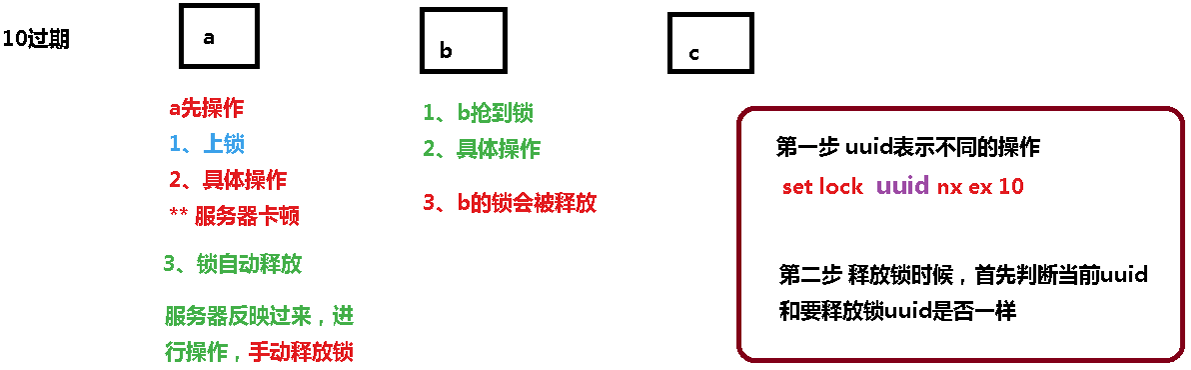 10过期
a
b
c
a先操作
1、上锁
2、具体操作
** 服务器卡顿
3、锁自动释放
服务器反映过来，进
行操作，手动释放锁
1、b抢到锁
2、具体操作
3、b的锁会被释放
第一步 uuid表示不同的操作
set lock uuid nx ex 10
第二步 释放锁时候，首先判断当前uuid
和要释放锁uuid是否一样